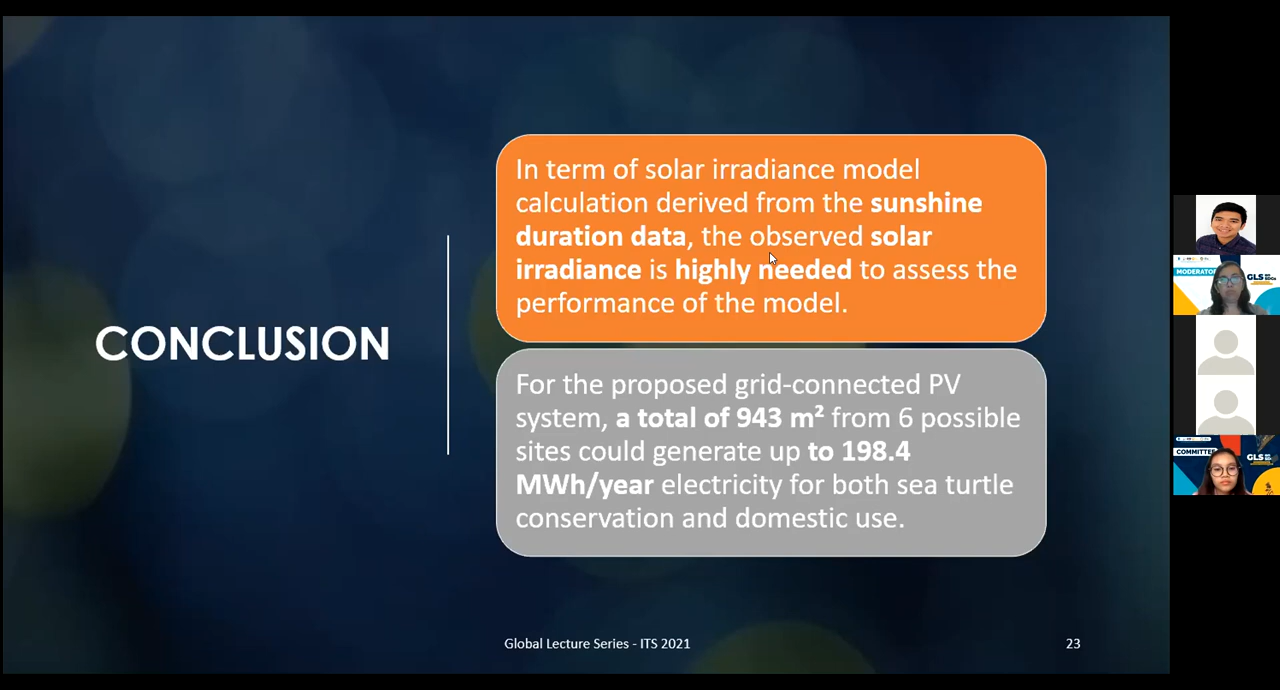 CONCLUSION
In term of solar irradiance model
calculation derived from the sunshine
duration data, the observed solar
irradiance is highly needed to assess the
performance of the model.
For the proposed grid-connected PV
system, a total of 943 m² from 6 possible
sites could generate up to 198.4
MWh/year electricity for both sea turtle
conservation and domestic use.
Global Lecture Series - ITS 2021
23
MODERATOR
GLS
COMMITTEE
GLS